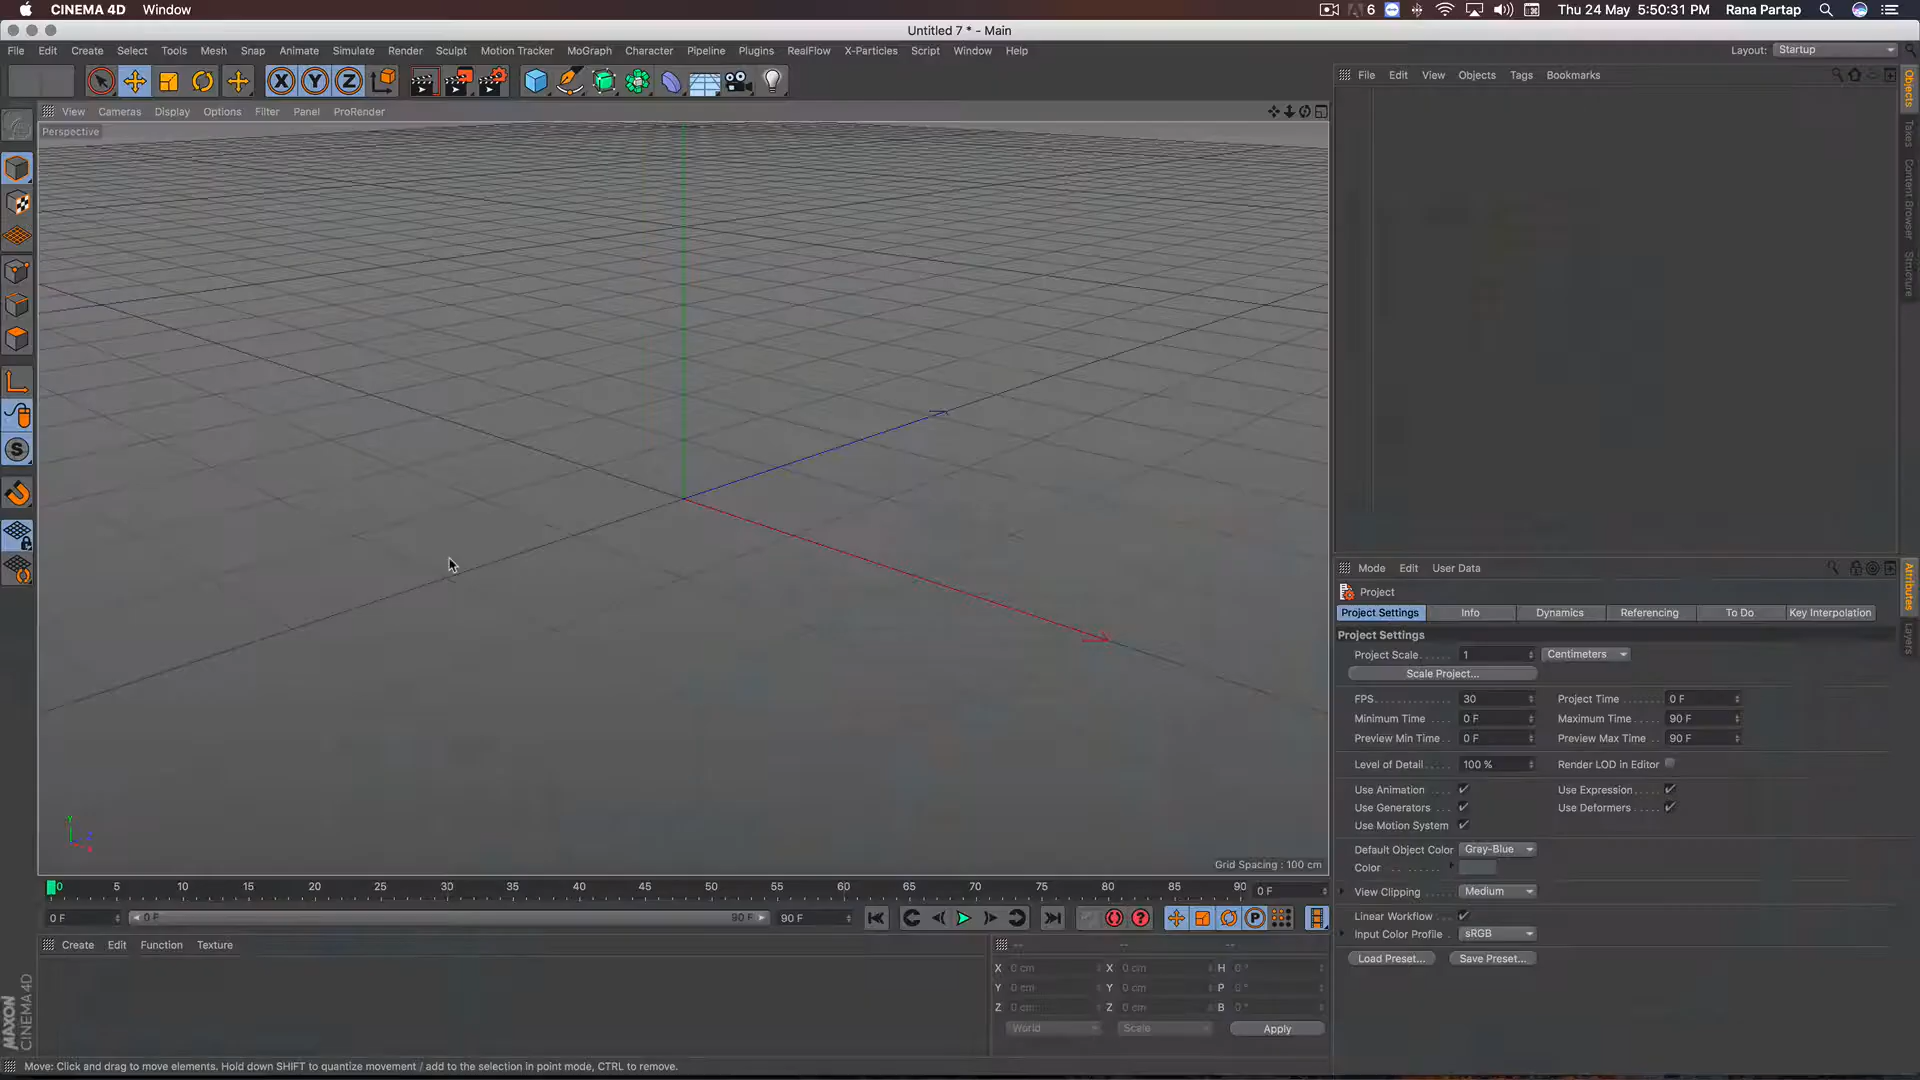 CINEMA 4D Window 6 Thu 24 May 5:50:31 PM Rana Partap
Untitled 7 * - Main
File Edit Create Select Tools Mesh Snap Animate Simulate Render Sculpt Motion Tracker MoGraph Character Pipeline Plugins RealFlow X-Particles Script Window Help Layout: Startup
X Y Z
File Edit View Objects Tags Bookmarks
View Cameras Display Options Filter Panel ProRender
Perspective
Objects
Takes
Content Browser
Structure
S
Y
Z
X
Grid Spacing : 100 cm
0 5 10 15 20 25 30 35 40 45 50 55 60 65 70 75 80 85 90 0 F
0 F 0 F 90 F 90 F ? P
Create Edit Function Texture
-- -- --
X 0 cm X 0 cm H 0 °
Y 0 cm Y 0 cm P 0 °
Z 0 cm Z 0 cm B 0 °
World Scale Apply
MAXON
CINEMA 4D
Mode Edit User Data
Project
Project Settings Info Dynamics Referencing To Do Key Interpolation
Project Settings
Project Scale 1 Centimeters
Scale Project...
FPS 30 Project Time 0 F
Minimum Time 0 F Maximum Time 90 F
Preview Min Time 0 F Preview Max Time 90 F
Level of Detail 100 % Render LOD in Editor
Use Animation Use Expression
Use Generators Use Deformers
Use Motion System
Default Object Color Gray-Blue
Color
View Clipping Medium
Linear Workflow
Input Color Profile sRGB
Load Preset... Save Preset...
Attributes
Layers
Move: Click and drag to move elements. Hold down SHIFT to quantize movement / add to the selection in point mode, CTRL to remove.